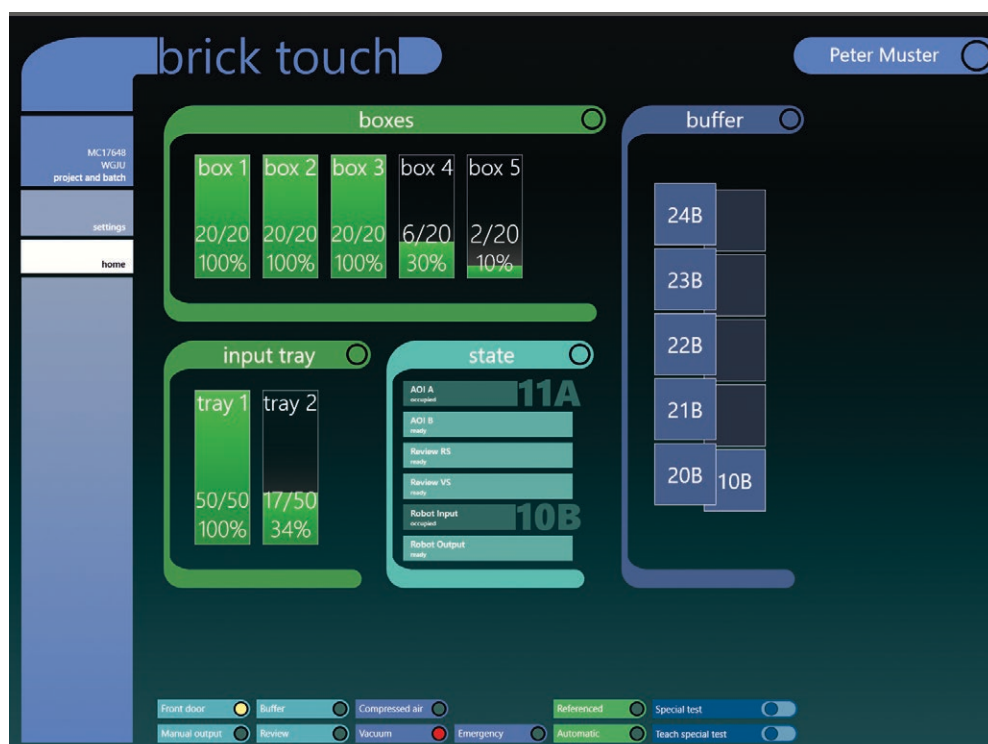 brick touch
Peter Muster
MC17648
WGJU
project and batch
settings
home
boxes
box 1
20/20
100%
box 2
20/20
100%
box 3
20/20
100%
box 4
6/20
30%
box 5
2/20
10%
buffer
24B
23B
22B
21B
20B
10B
input tray
tray 1
50/50
100%
tray 2
17/50
34%
state
AOI A
occupied
11A
AOI B
ready
Review RS
ready
Review VS
ready
Robot Input
occupied
10B
Robot Output
ready
Front door
Buffer
Compressed air
Referenced
Special test
Manual output
Review
Vacuum
Emergency
Automatic
Teach special test